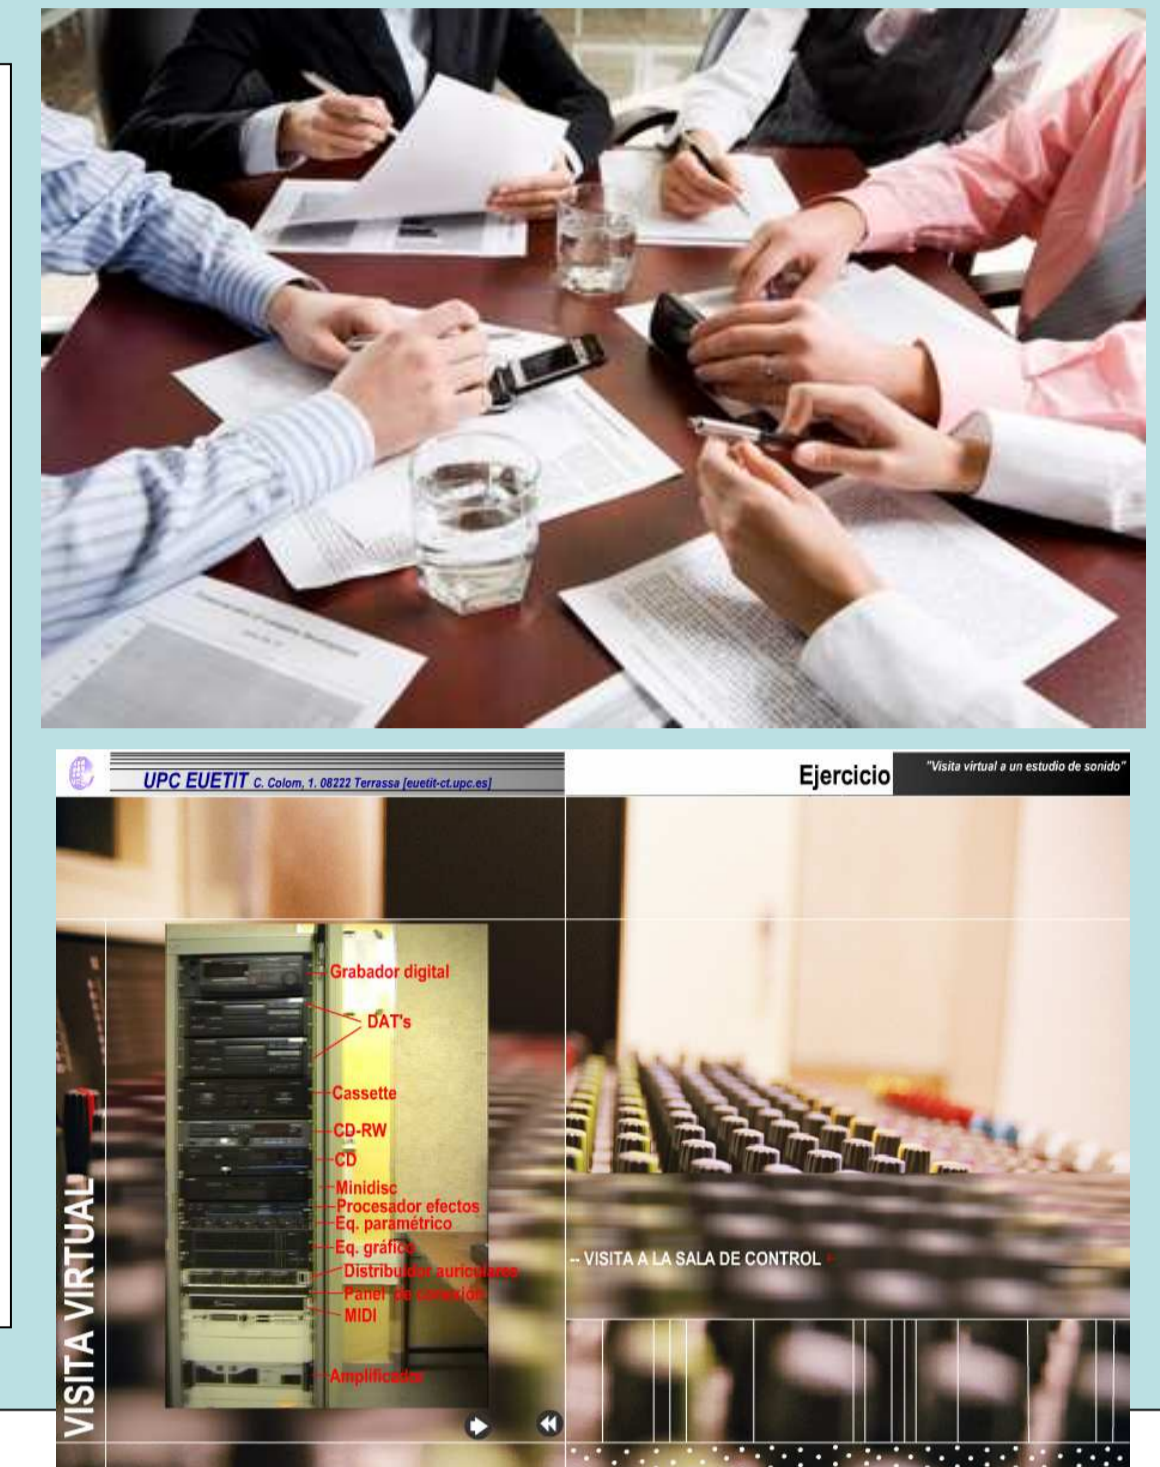 UPC EUETIT C. Colom, 1. 08222 Terrassa [euetit-ct.upc.es]
Ejercicio
"Visita virtual a un estudio de sonido"
VISITA VIRTUAL
Grabador digital
DAT's
Cassette
CD-RW
CD
Minidisc
Procesador efectos
Eq. paramétrico
Eq. gráfico
Distribuidor auriculares
Panel de conexión
MIDI
Amplificador
-- VISITA A LA SALA DE CONTROL